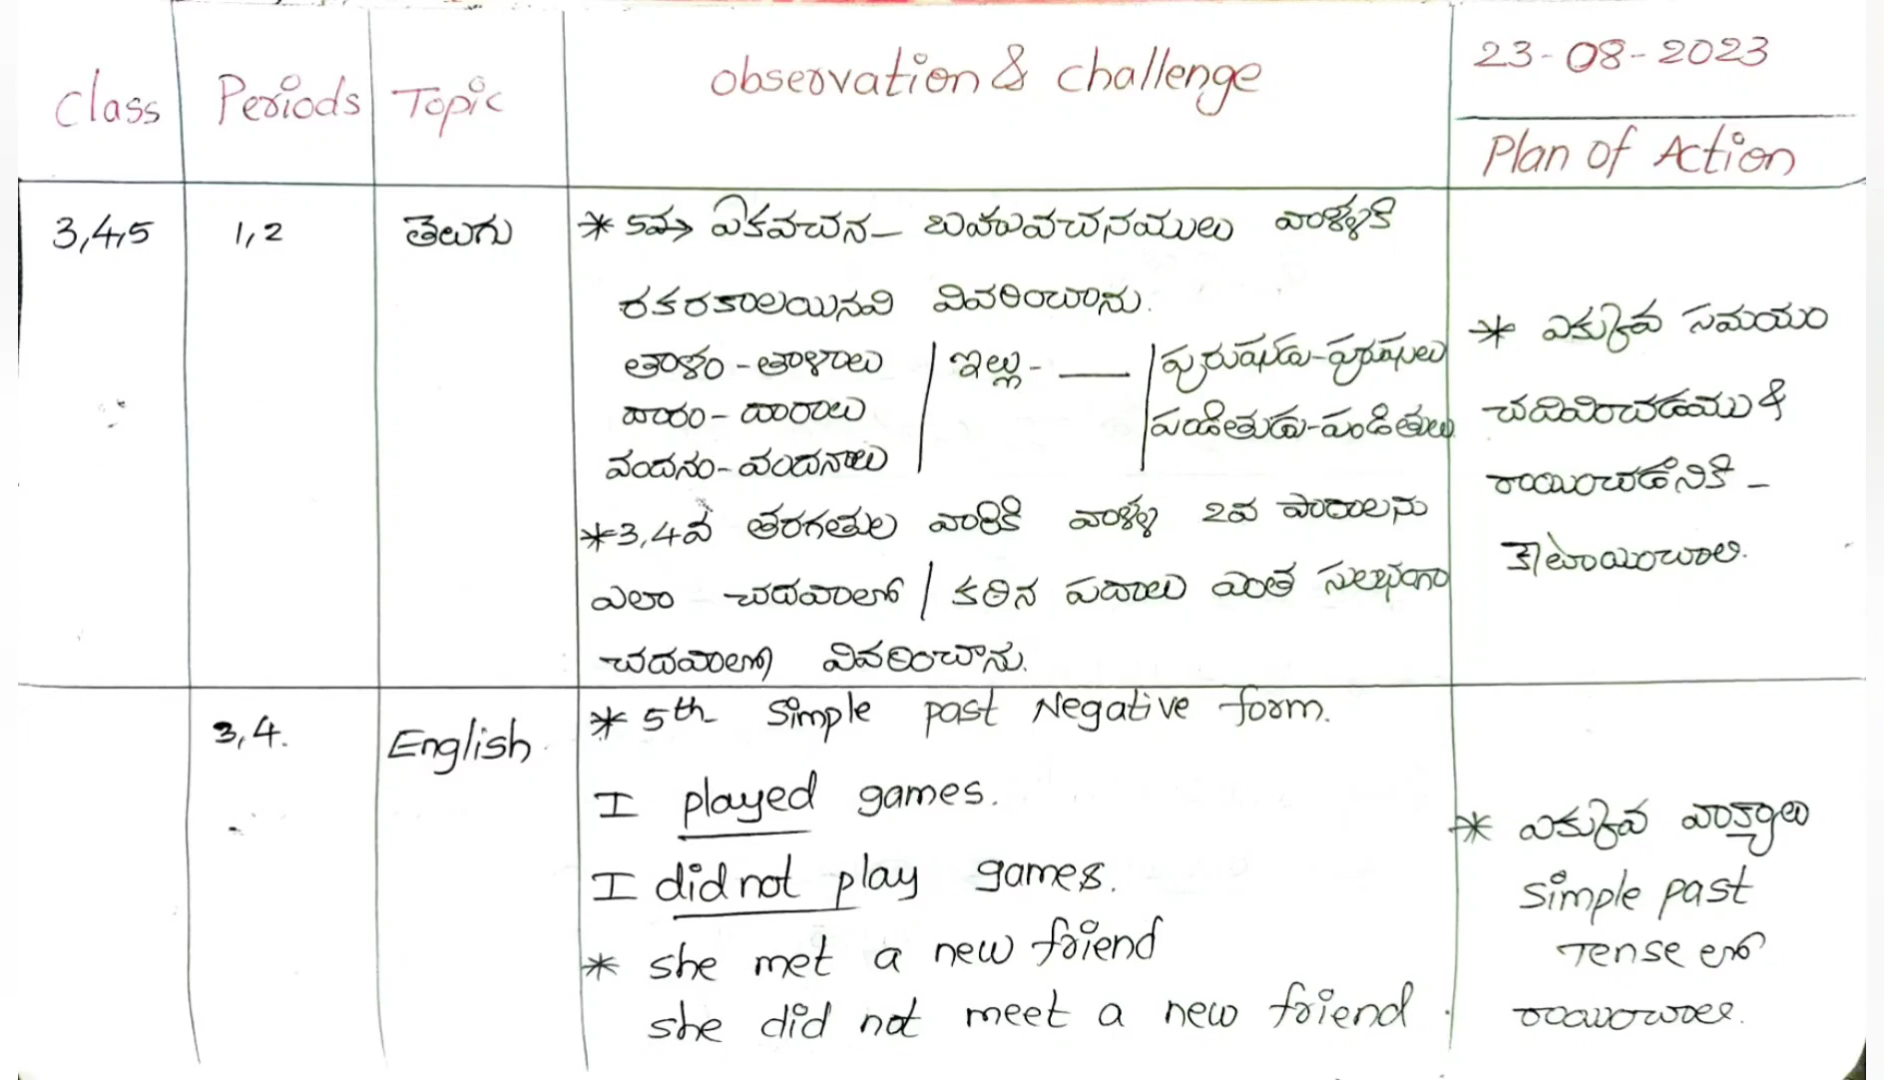 Class Periods Topic observation & challenge 23-08-2023
Plan of Action
3,4,5 1,2 తెలుగు * 5వ→ ఏకవచన – బహువచనములు వాళ్ళకి
రకరకాలయినవి వివరించాను.
తాళం - తాళాలు | ఇల్లు - ___ | పురుషుడు-పురుషులు
హారం - హారాలు పండితుడు-పండితులు
వందనం - వందనాలు
*3,4వ తరగతుల వారికి వాళ్ళ 2వ పాఠాలను
ఎలా చదవాలో / కఠిన పదాలు ఎంత సులభంగా
చదవాలో వివరించాను.
* ఎక్కువ సమయం
చదివించడము &
రాయించడానికి –
కేటాయించాలి.
3,4. English * 5th Simple past Negative form.
I played games.
I did not play games.
* she met a new friend
she did not meet a new friend.
* ఎక్కువ వాక్యాలు
Simple past
Tense లో
రాయించాలి.